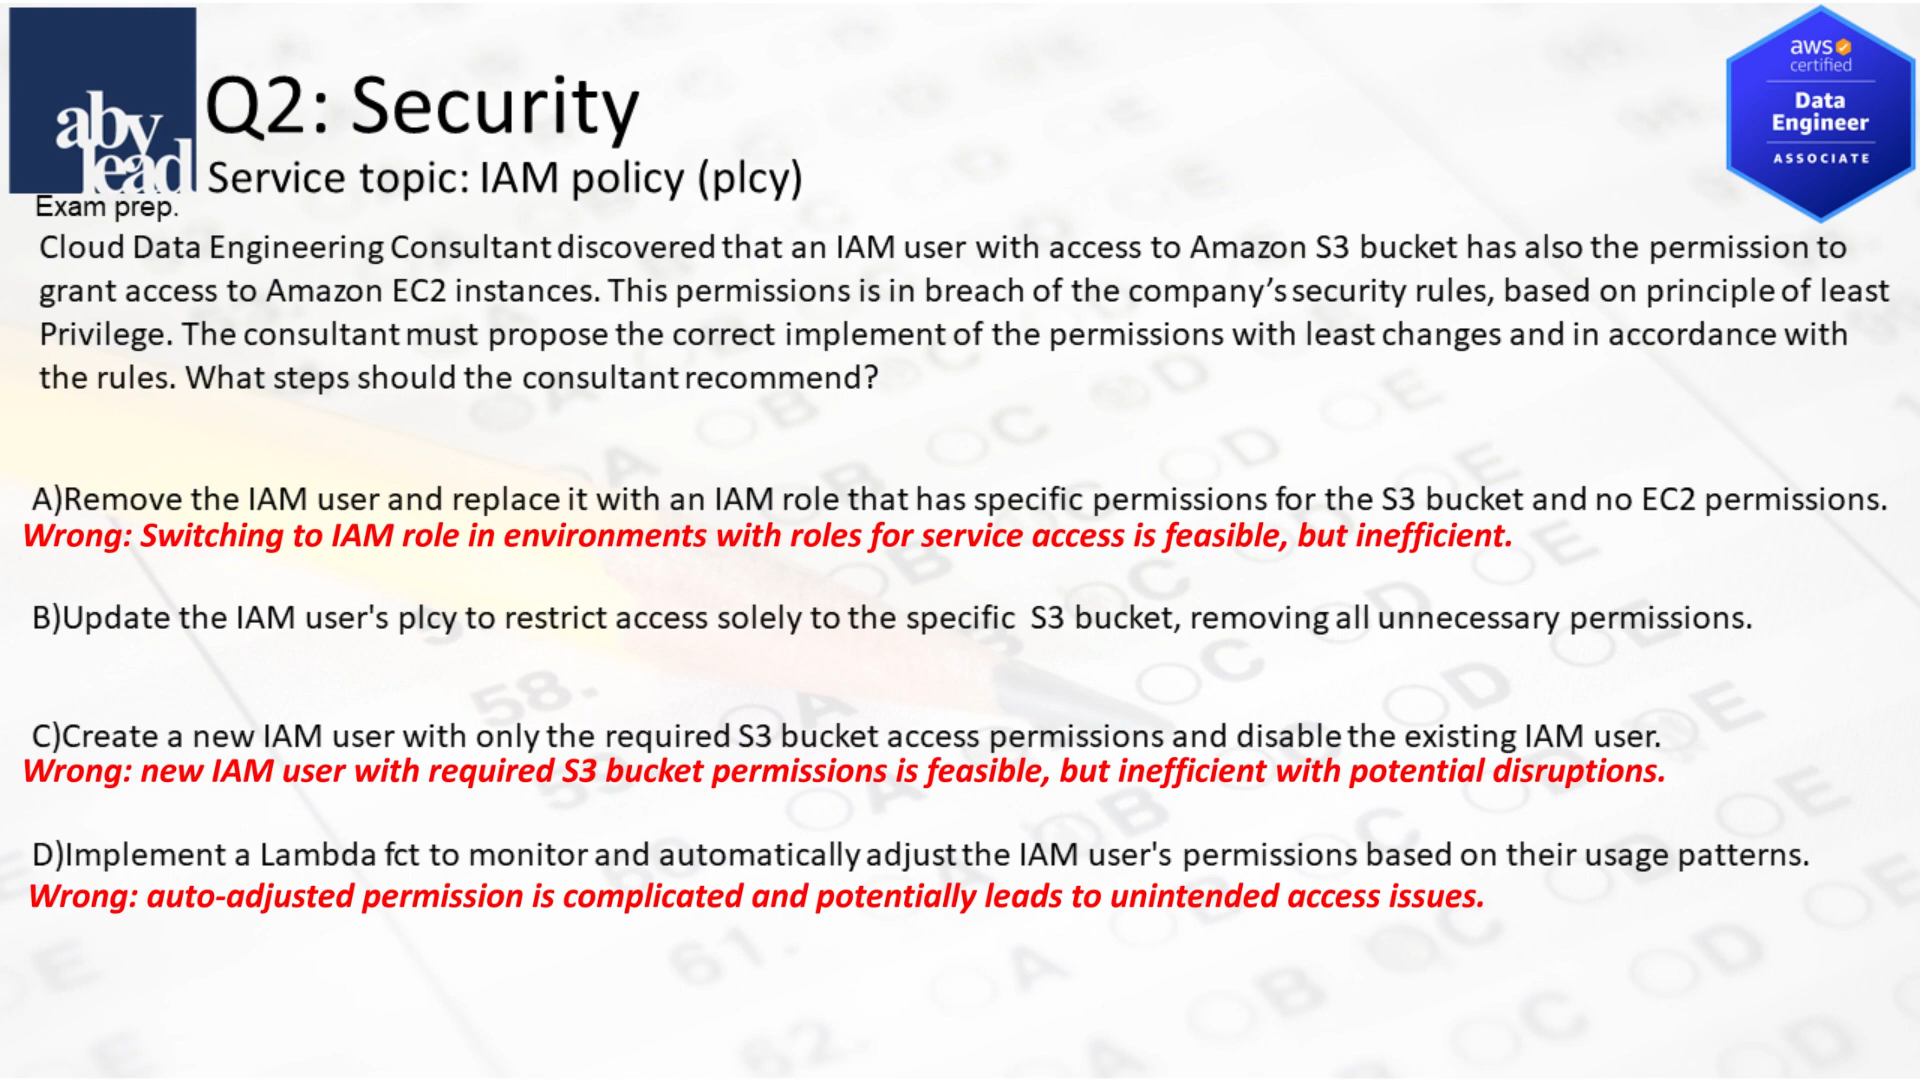 aby
lead
Exam prep.
Q2: Security
Service topic: IAM policy (plcy)
aws
certified
Data
Engineer
ASSOCIATE
Cloud Data Engineering Consultant discovered that an IAM user with access to Amazon S3 bucket has also the permission to
grant access to Amazon EC2 instances. This permissions is in breach of the company's security rules, based on principle of least
Privilege. The consultant must propose the correct implement of the permissions with least changes and in accordance with
the rules. What steps should the consultant recommend?
A)Remove the IAM user and replace it with an IAM role that has specific permissions for the S3 bucket and no EC2 permissions.
Wrong: Switching to IAM role in environments with roles for service access is feasible, but inefficient.
B)Update the IAM user's plcy to restrict access solely to the specific S3 bucket, removing all unnecessary permissions.
C)Create a new IAM user with only the required S3 bucket access permissions and disable the existing IAM user.
Wrong: new IAM user with required S3 bucket permissions is feasible, but inefficient with potential disruptions.
D)Implement a Lambda fct to monitor and automatically adjust the IAM user's permissions based on their usage patterns.
Wrong: auto-adjusted permission is complicated and potentially leads to unintended access issues.